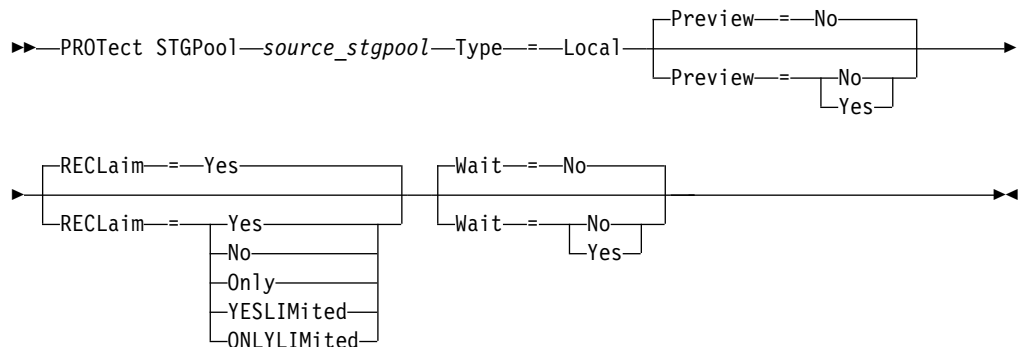 Preview = No
PROTect STGPool source_stgpool Type = Local
Preview = No
Yes
RECLaim = Yes
Wait = No
RECLaim = Yes
Wait = No
No
Yes
Only
YESLIMited
ONLYLIMited